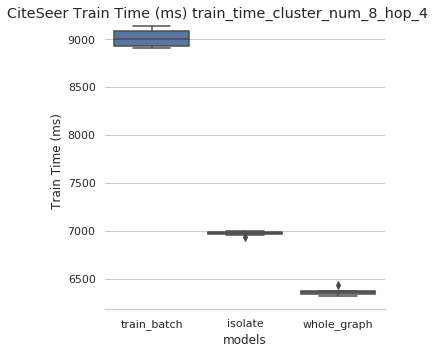 CiteSeer Train Time (ms) train_time_cluster_num_8_hop_4
9000
8500
8000
7500
7000
6500
Train Time (ms)
train_batch isolate whole_graph
models